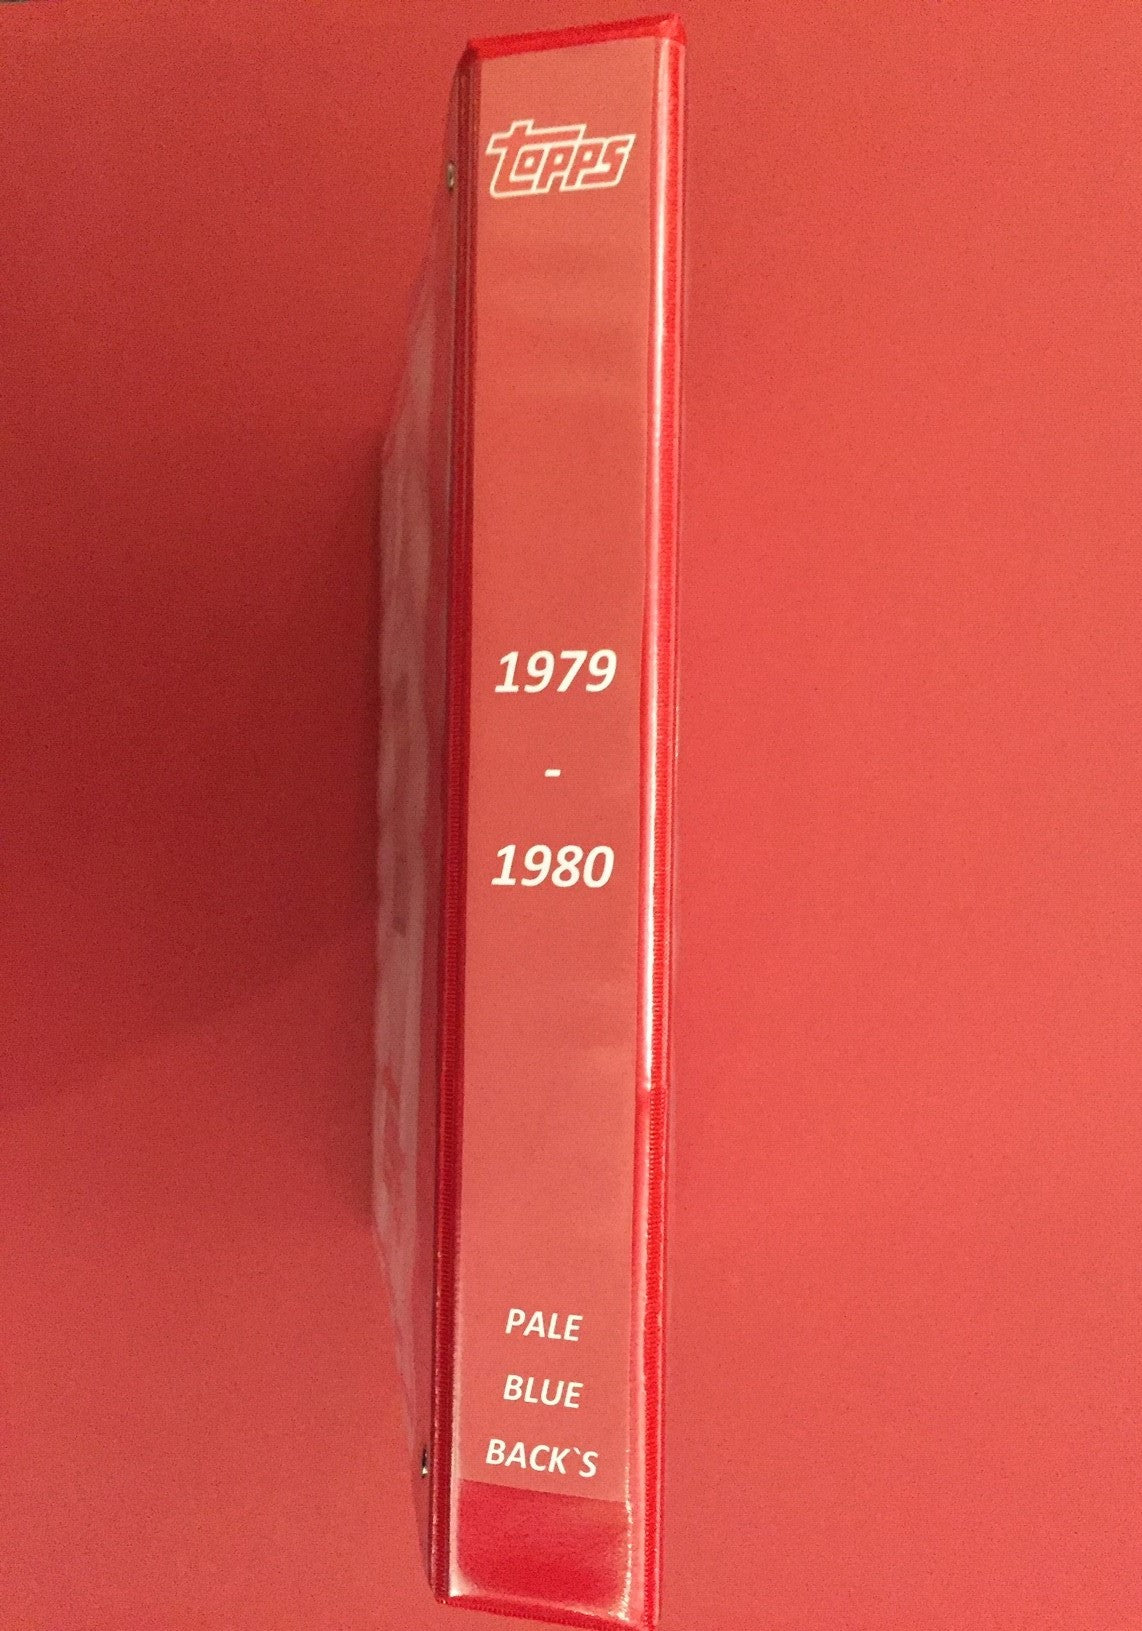 TOPPS
1979
-
1980
PALE
BLUE
BACK`S